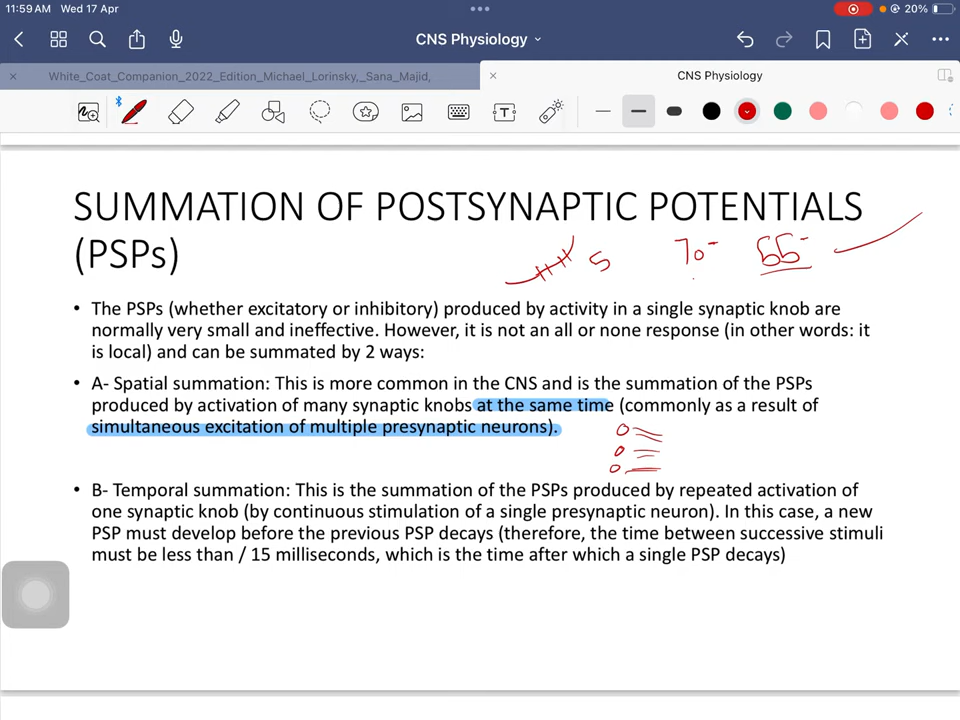 11:59 AM Wed 17 Apr
20%
CNS Physiology
White_Coat_Companion_2022_Edition_Michael_Lorinsky,_Sana_Majid,
CNS Physiology
T
SUMMATION OF POSTSYNAPTIC POTENTIALS
(PSPs)
5 70- 55-
• The PSPs (whether excitatory or inhibitory) produced by activity in a single synaptic knob are
normally very small and ineffective. However, it is not an all or none response (in other words: it
is local) and can be summated by 2 ways:
• A- Spatial summation: This is more common in the CNS and is the summation of the PSPs
produced by activation of many synaptic knobs at the same time (commonly as a result of
simultaneous excitation of multiple presynaptic neurons).
• B- Temporal summation: This is the summation of the PSPs produced by repeated activation of
one synaptic knob (by continuous stimulation of a single presynaptic neuron). In this case, a new
PSP must develop before the previous PSP decays (therefore, the time between successive stimuli
must be less than / 15 milliseconds, which is the time after which a single PSP decays)